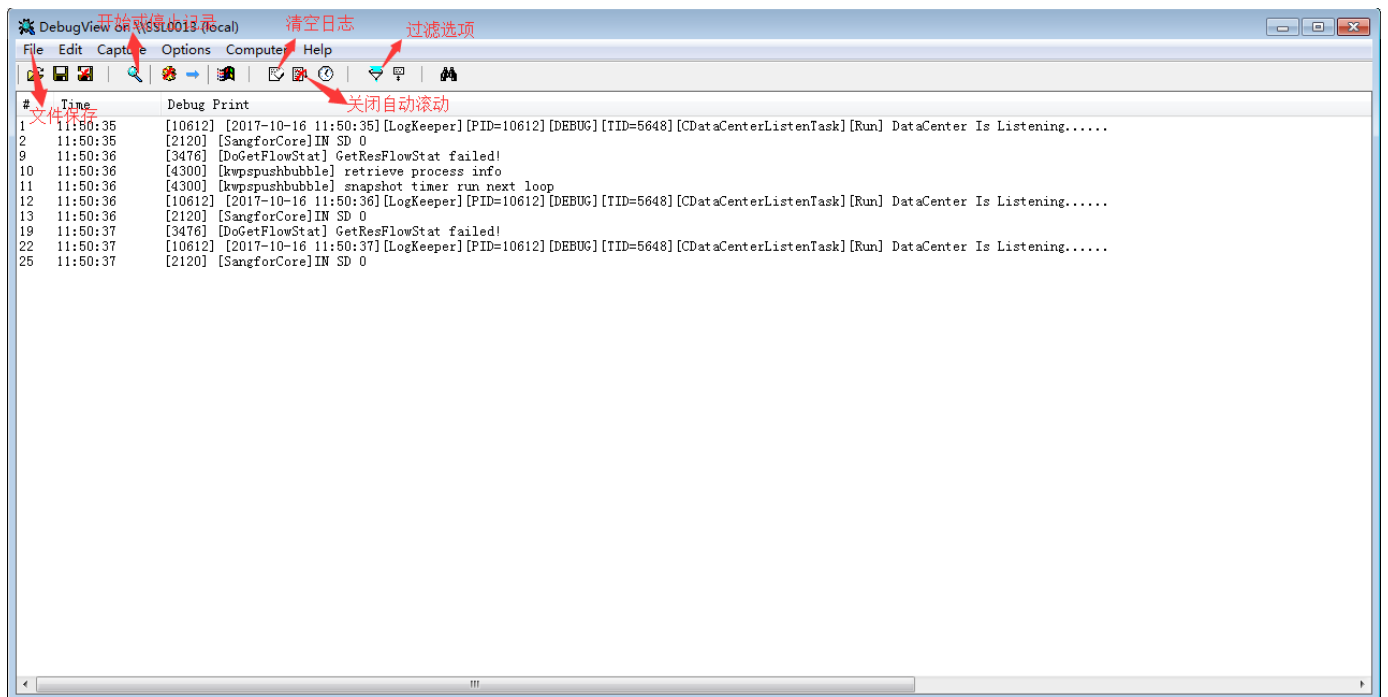 开始或停止记录
清空日志
过滤选项
DebugView on \\SSL0013 (local)
File Edit Capture Options Computer Help
关闭自动滚动
文件保存
# Time Debug Print
1 11:50:35 [10612] [2017-10-16 11:50:35][LogKeeper][PID=10612][DEBUG][TID=5648][CDataCenterListenTask][Run] DataCenter Is Listening......
2 11:50:35 [2120] [SangforCore]IN SD 0
9 11:50:36 [3476] [DoGetFlowStat] GetResFlowStat failed!
10 11:50:36 [4300] [kwpspushbubble] retrieve process info
11 11:50:36 [4300] [kwpspushbubble] snapshot timer run next loop
12 11:50:36 [10612] [2017-10-16 11:50:36][LogKeeper][PID=10612][DEBUG][TID=5648][CDataCenterListenTask][Run] DataCenter Is Listening......
13 11:50:36 [2120] [SangforCore]IN SD 0
19 11:50:37 [3476] [DoGetFlowStat] GetResFlowStat failed!
22 11:50:37 [10612] [2017-10-16 11:50:37][LogKeeper][PID=10612][DEBUG][TID=5648][CDataCenterListenTask][Run] DataCenter Is Listening......
25 11:50:37 [2120] [SangforCore]IN SD 0